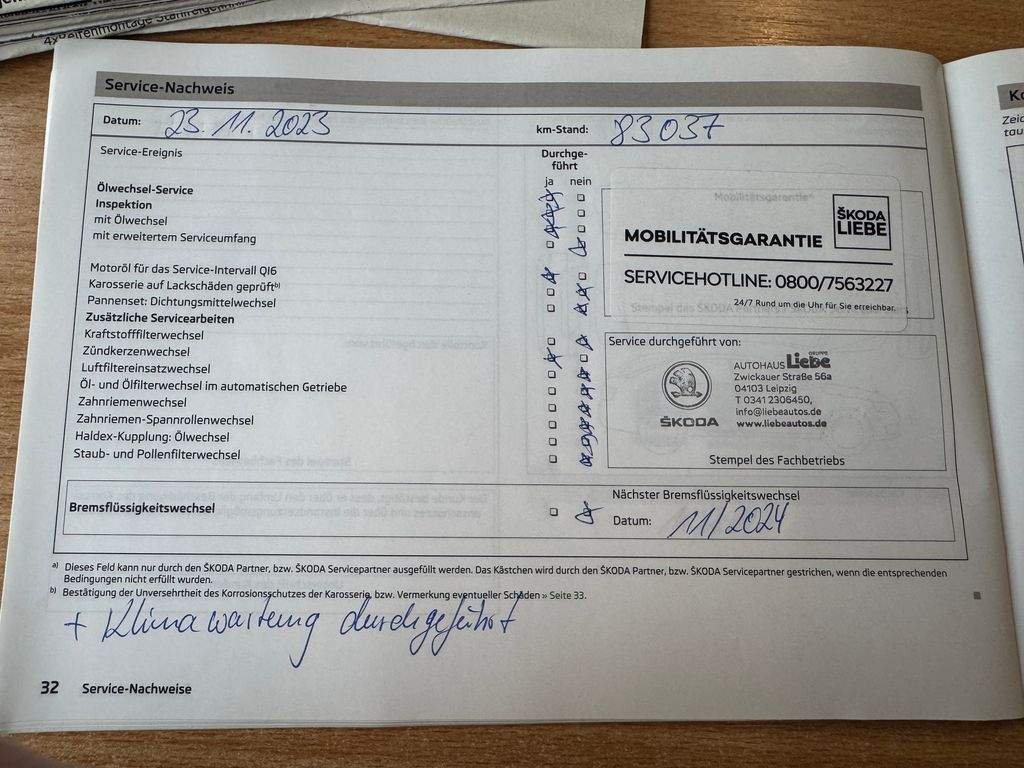 4xReifenmontage Stahlfelgen
Service-Nachweis
Datum: 23. 11. 2023 km-Stand: 83037
Service-Ereignis
Durchge-
führt
ja nein
Ölwechsel-Service
Inspektion
mit Ölwechsel
mit erweitertem Serviceumfang
Motoröl für das Service-Intervall QI6
Karosserie auf Lackschäden geprüft b)
Pannenset: Dichtungsmittelwechsel
Zusätzliche Servicearbeiten
Kraftstofffilterwechsel
Zündkerzenwechsel
Luftfiltereinsatzwechsel
Öl- und Ölfilterwechsel im automatischen Getriebe
Zahnriemenwechsel
Zahnriemen-Spannrollenwechsel
Haldex-Kupplung: Ölwechsel
Staub- und Pollenfilterwechsel
ŠKODA
LIEBE
MOBILITÄTSGARANTIE
SERVICEHOTLINE: 0800/7563227
24/7 Rund um die Uhr für Sie erreichbar.
Service durchgeführt von:
ŠKODA
AUTOHAUS Liebe GRUPPE
Zwickauer Straße 56a
04103 Leipzig
T 0341 2306450,
info@liebeautos.de
www.liebeautos.de
Stempel des Fachbetriebs
Bremsflüssigkeitswechsel
Nächster Bremsflüssigkeitswechsel
Datum: 11/2024
a) Dieses Feld kann nur durch den ŠKODA Partner, bzw. ŠKODA Servicepartner ausgefüllt werden. Das Kästchen wird durch den ŠKODA Partner, bzw. ŠKODA Servicepartner gestrichen, wenn die entsprechenden
Bedingungen nicht erfüllt wurden.
b) Bestätigung der Unversehrtheit des Korrosionsschutzes der Karosserie, bzw. Vermerkung eventueller Schäden » Seite 33.
+ Klimawartung durchgeführt
32 Service-Nachweise